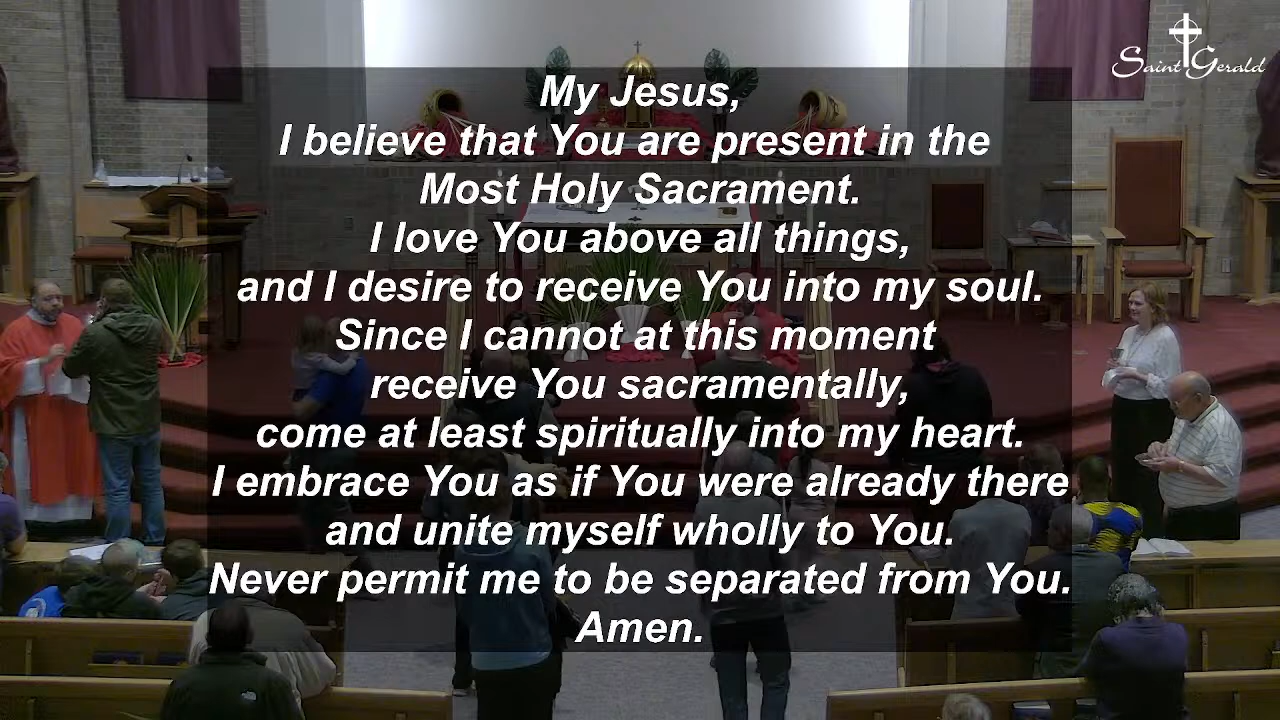 Saint Gerald
My Jesus,
I believe that You are present in the
Most Holy Sacrament.
I love You above all things,
and I desire to receive You into my soul.
Since I cannot at this moment
receive You sacramentally,
come at least spiritually into my heart.
I embrace You as if You were already there
and unite myself wholly to You.
Never permit me to be separated from You.
Amen.